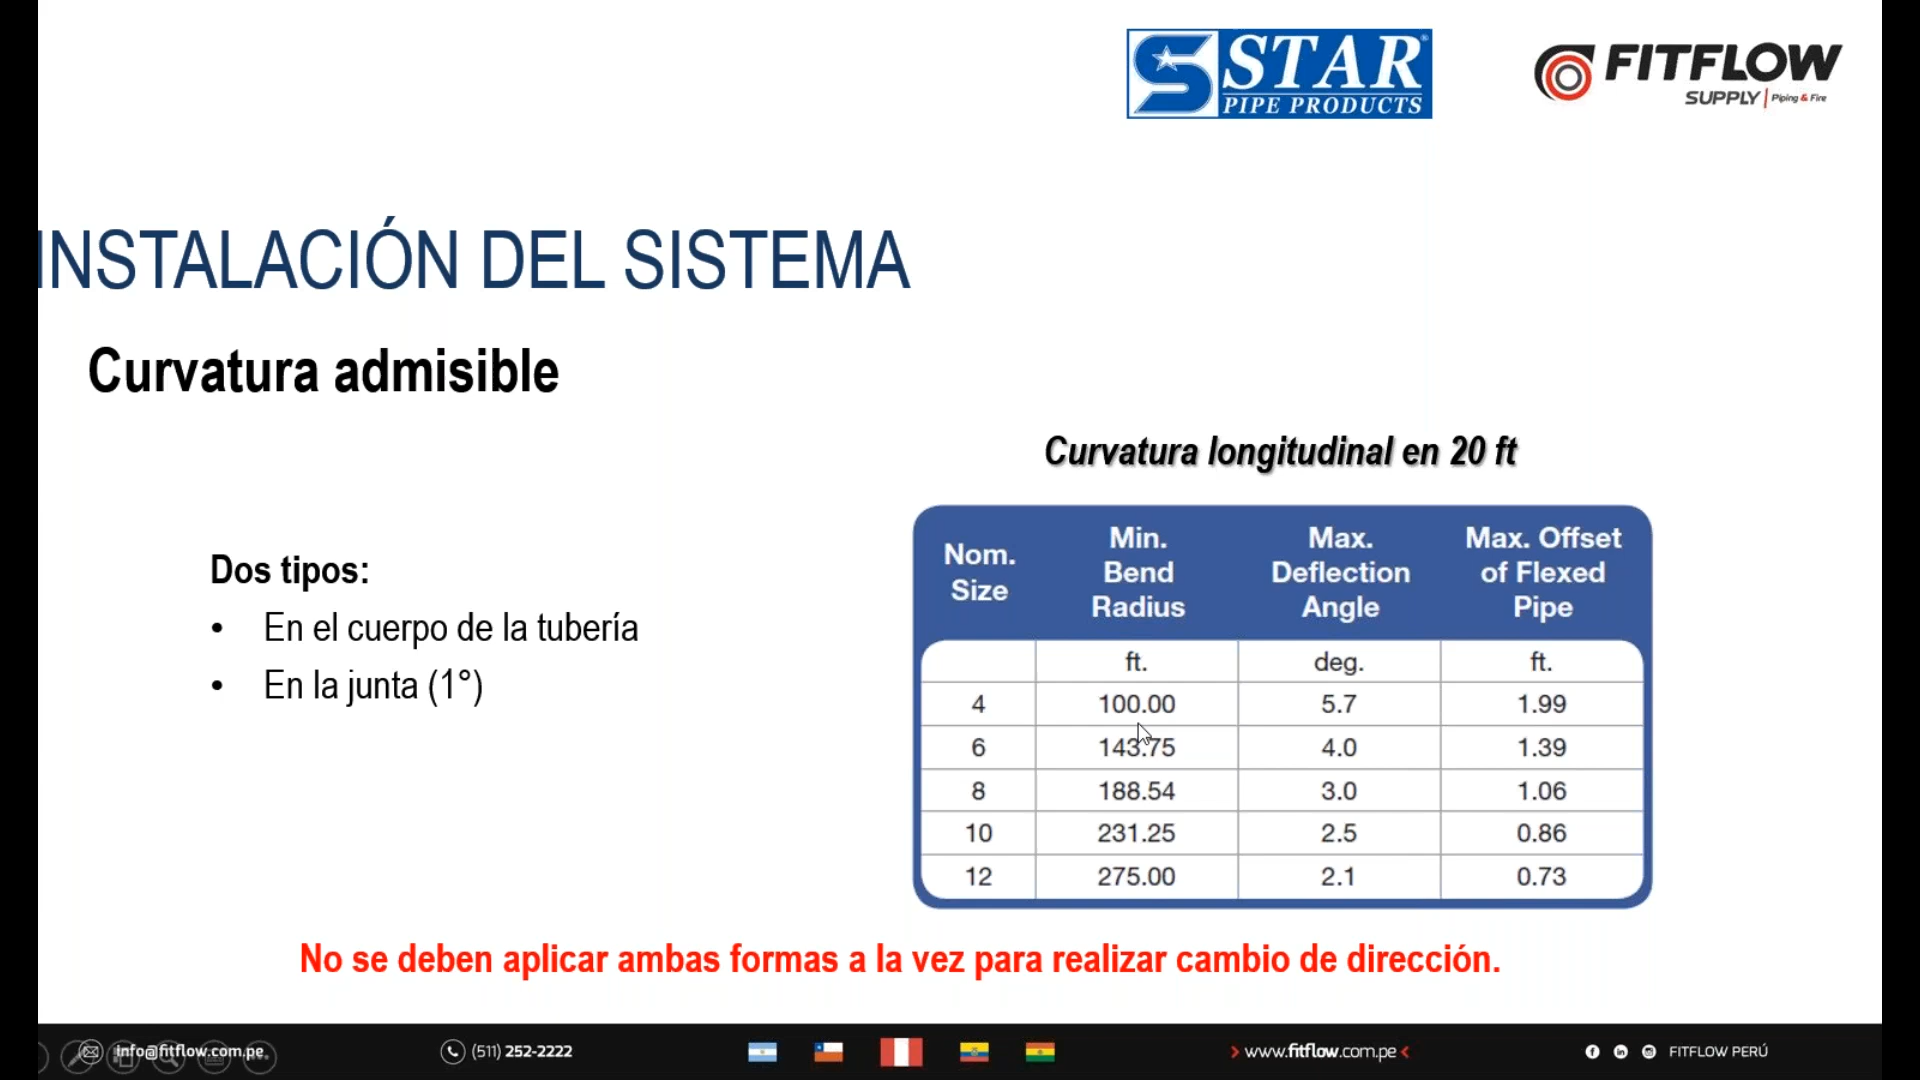 STAR
PIPE PRODUCTS
FITFLOW
SUPPLY | Piping & Fire
INSTALACIÓN DEL SISTEMA
Curvatura admisible
Dos tipos:
• En el cuerpo de la tubería
• En la junta (1°)
Curvatura longitudinal en 20 ft
Nom. Size Min. Bend Radius Max. Deflection Angle Max. Offset of Flexed Pipe
ft. deg. ft.
4 100.00 5.7 1.99
6 143.75 4.0 1.39
8 188.54 3.0 1.06
10 231.25 2.5 0.86
12 275.00 2.1 0.73
No se deben aplicar ambas formas a la vez para realizar cambio de dirección.
info@fitflow.com.pe (511) 252-2222 www.fitflow.com.pe FITFLOW PERÚ